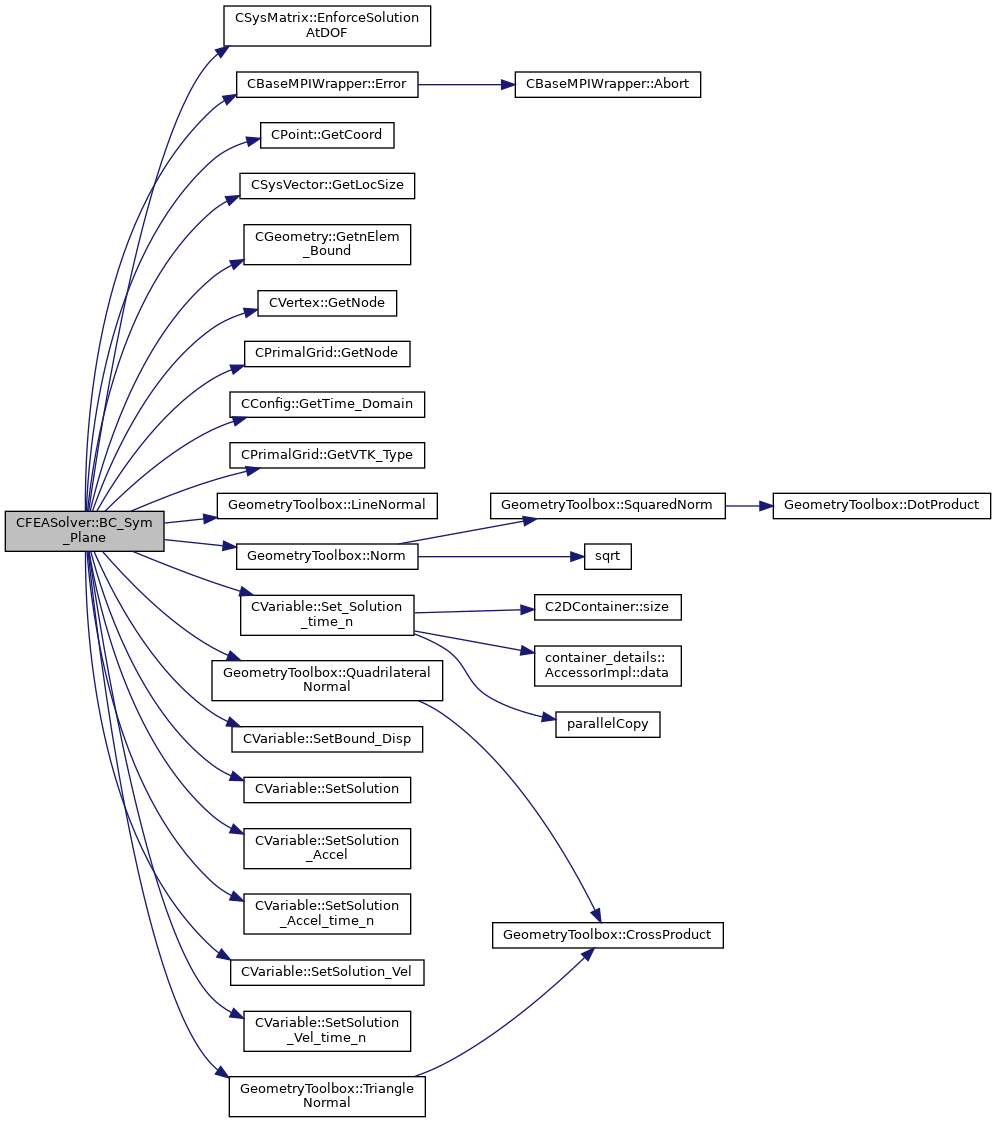 CSysMatrix::EnforceSolution
AtDOF
CBaseMPIWrapper::Error
CBaseMPIWrapper::Abort
CPoint::GetCoord
CSysVector::GetLocSize
CGeometry::GetnElem
_Bound
CVertex::GetNode
CPrimalGrid::GetNode
CConfig::GetTime_Domain
CPrimalGrid::GetVTK_Type
GeometryToolbox::LineNormal
GeometryToolbox::SquaredNorm
GeometryToolbox::DotProduct
CFEASolver::BC_Sym
_Plane
GeometryToolbox::Norm
sqrt
CVariable::Set_Solution
_time_n
C2DContainer::size
container_details::
AccessorImpl::data
GeometryToolbox::Quadrilateral
Normal
parallelCopy
CVariable::SetBound_Disp
CVariable::SetSolution
CVariable::SetSolution
_Accel
CVariable::SetSolution
_Accel_time_n
GeometryToolbox::CrossProduct
CVariable::SetSolution_Vel
CVariable::SetSolution
_Vel_time_n
GeometryToolbox::Triangle
Normal